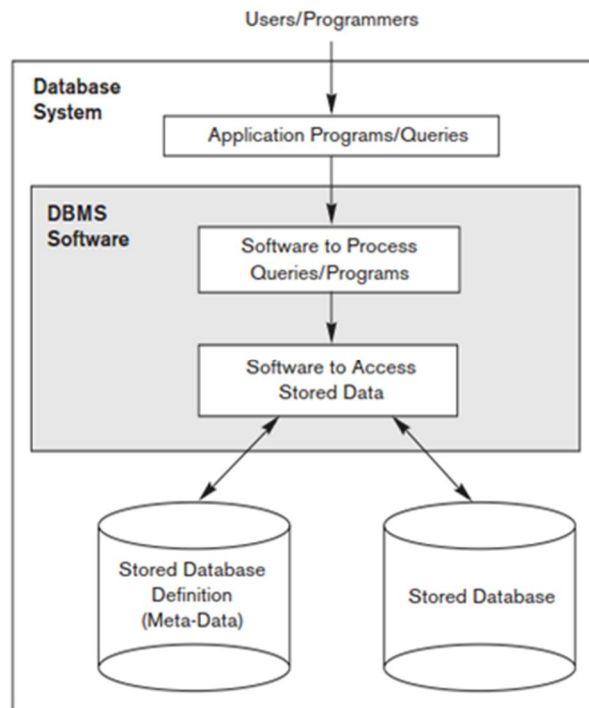 Users/Programmers
Database
System
Application Programs/Queries
DBMS
Software
Software to Process
Queries/Programs
Software to Access
Stored Data
Stored Database
Definition
(Meta-Data)
Stored Database